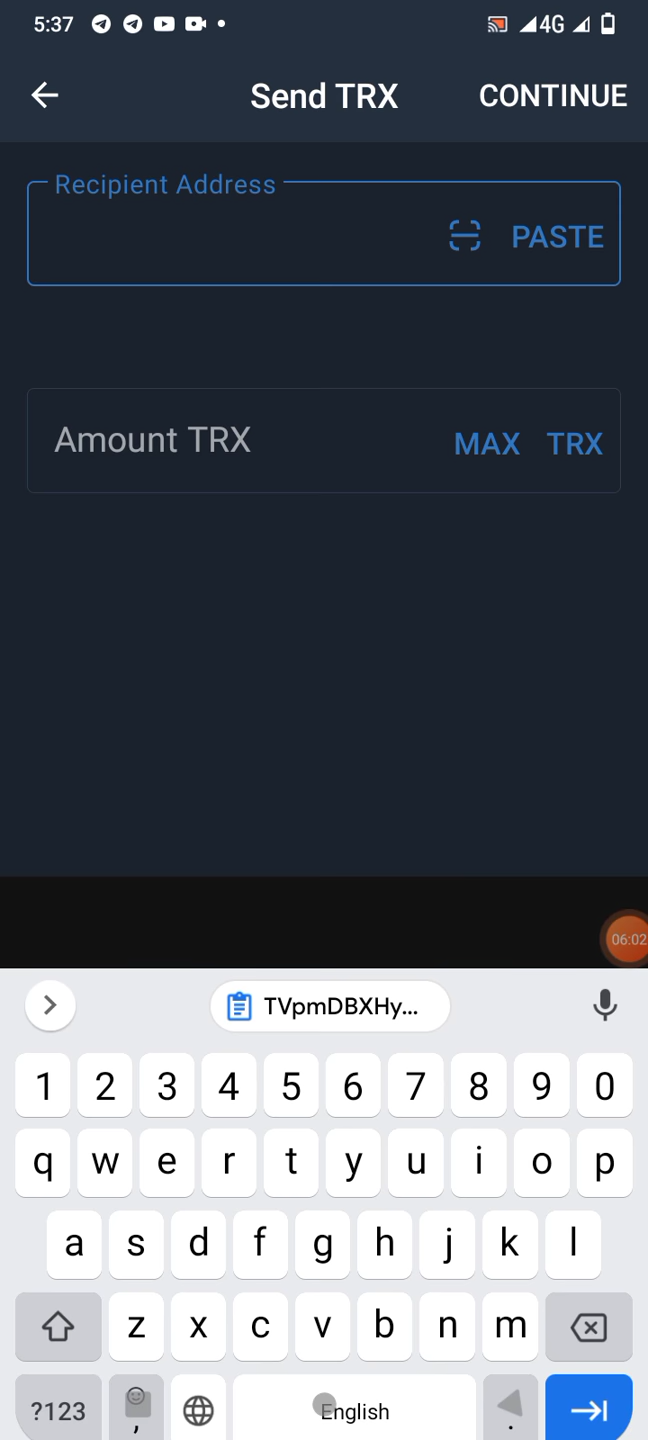 5:37 4G
Send TRX CONTINUE
Recipient Address
PASTE
Amount TRX MAX TRX
06:02
TVpmDBXHy...
1 2 3 4 5 6 7 8 9 0
q w e r t y u i o p
a s d f g h j k l
z x c v b n m
?123 , English .